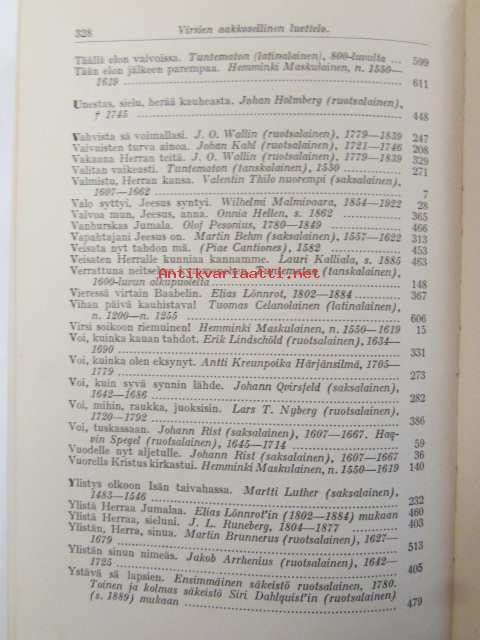 328 Virsien aakkosellinen luettelo.
Täällä elon vaivoissa. Tuntematon (latinalainen), 800-luvulta ... 599
Tään elon jälkeen parempaa. Hemminki Maskulainen, n. 1550—
1619 ........ 611
Unestas, sielu, herää kauheasta. Johan Holmberg (ruotsalainen),
† 1745 ........ 448
Vahvista sä voimallasi. J. O. Wallin (ruotsalainen), 1779—1839 247
Vaivaisten turva ainoa. Johan Kahl (ruotsalainen), 1721—1746 208
Vakaana Herran teitä. J. O. Wallin (ruotsalainen), 1779—1839 329
Valitan vaikeasti. Tuntematon (tanskalainen), 1530 ........ 271
Valmistu, Herran kansa. Valentin Thilo nuorempi (saksalainen),
1607—1662 ........ 7
Valo syttyi, Jeesus syntyi. Wilhelmi Malmivaara, 1854—1922 28
Valvoa mun, Jeesus, anna. Onnia Hellen, s. 1862 ........ 365
Vanhurskas Jumala. Olof Pesonius, 1780—1849 ........ 466
Vapahtajani Jeesus on. Martin Behm (saksalainen), 1557—1622 313
Veisata nyt tahdon mä. (Piae Cantiones), 1582 ........ 453
Veisaten Herralle kunniaa kannamme. Lauri Kalliala, s. 1885 463
Verrattuna neitseelle Tuntematon (tanskalainen),
1600-luvun alkupuolelta ........ 148
Antikvariaatti.net
Vieressä virtain Baabelin. Elias Lönnrot, 1802—1884 ........ 367
Vihan päivä kauhistava! Tuomas Celanolainen (latinalainen),
n. 1200—n. 1255 ........ 606
Virsi soikoon riemuinen! Hemminki Maskulainen, n. 1550—1619 15
Voi, kuinka kauan tahdot. Erik Lindschöld (ruotsalainen), 1634—
1690 ........ 331
Voi, kuinka olen eksynyt. Antti Kreunpoika Härjänsilmä, 1705—
1779 ........ 273
Voi, kuin syvä synnin lähde. Johann Qvirsfeld (saksalainen),
1642—1686 ........ 282
Voi, mihin, raukka, juoksisin. Lars T. Nyberg (ruotsalainen).
1720—1792 ........ 386
Voi, tuskassaan. Johann Rist (saksalainen), 1607—1667. Haq-
vin Spegel (ruotsalainen), 1645—1714 ........ 59
Vuodelle nyt aljetulle. Johann Rist (saksalainen), 1607—1667 36
Vuorella Kristus kirkastui. Hemminki Maskulainen, n. 1550—1619 140
Ylistys olkoon Isän taivahassa. Martti Luther (saksalainen),
1483—1546 ........ 232
Ylistä Herraa Jumalaa. Elias Lönnrot'in (1802—1884) mukaan 460
Ylistä Herraa, sieluni. J. L. Runeberg, 1804—1877 ........ 403
Ylistän, Herra, sinua. Martin Brunnerus (ruotsalainen), 1627—
1679 ........ 513
Ylistän sinun nimeäs. Jakob Arrhenius (ruotsalainen), 1642—
1725 ........ 405
Ystävä sä lapsien. Ensimmäinen säkeistö ruotsalainen, 1780.
Toinen ja kolmas säkeistö Siri Dahlquist'in (ruotsalainen)
(s. 1889) mukaan ........ 479